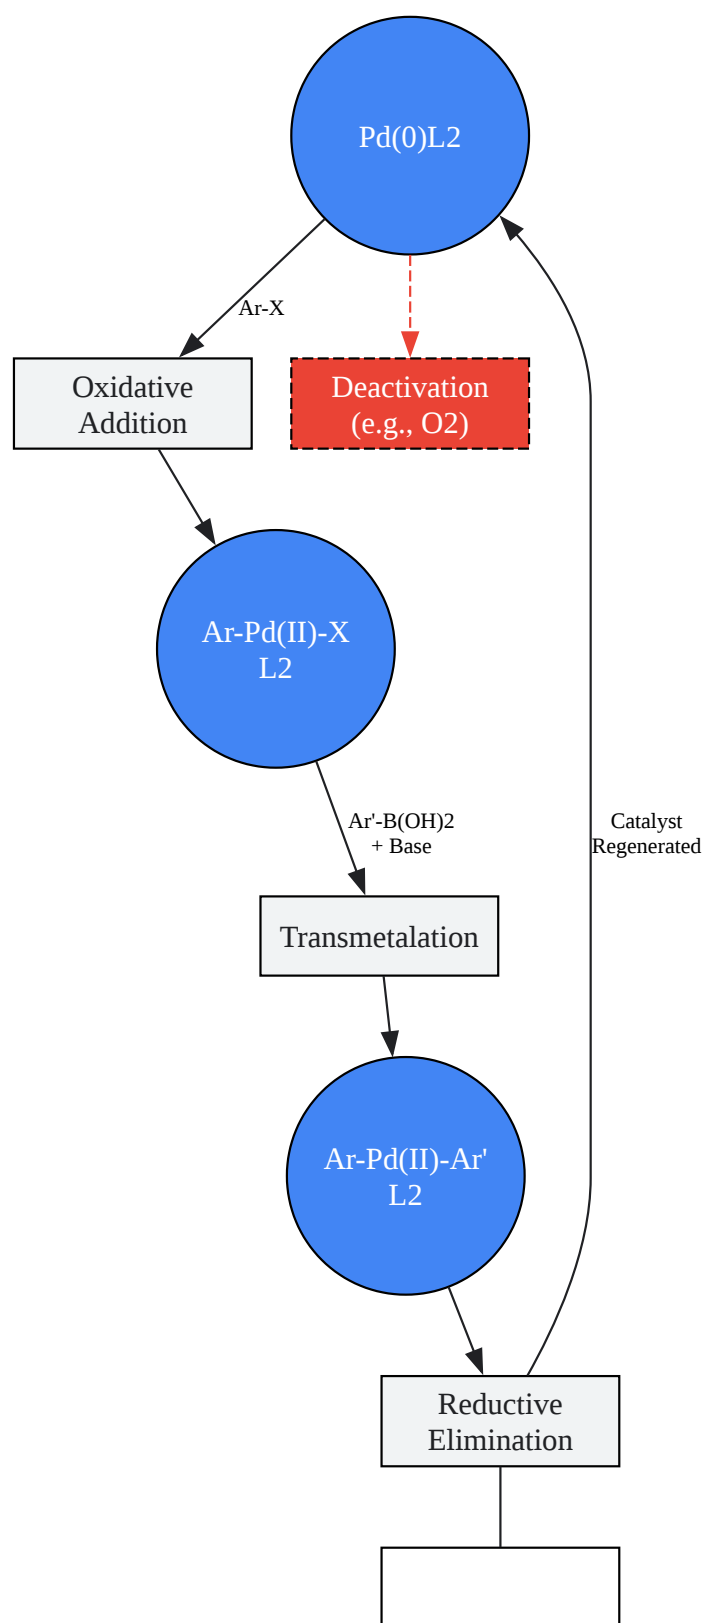 Pd(0)L2
Ar-X
Oxidative
Addition
Deactivation
(e.g., O2)
Ar-Pd(II)-X
L2
Ar'-B(OH)2
+ Base
Catalyst
Regenerated
Transmetalation
Ar-Pd(II)-Ar'
L2
Reductive
Elimination